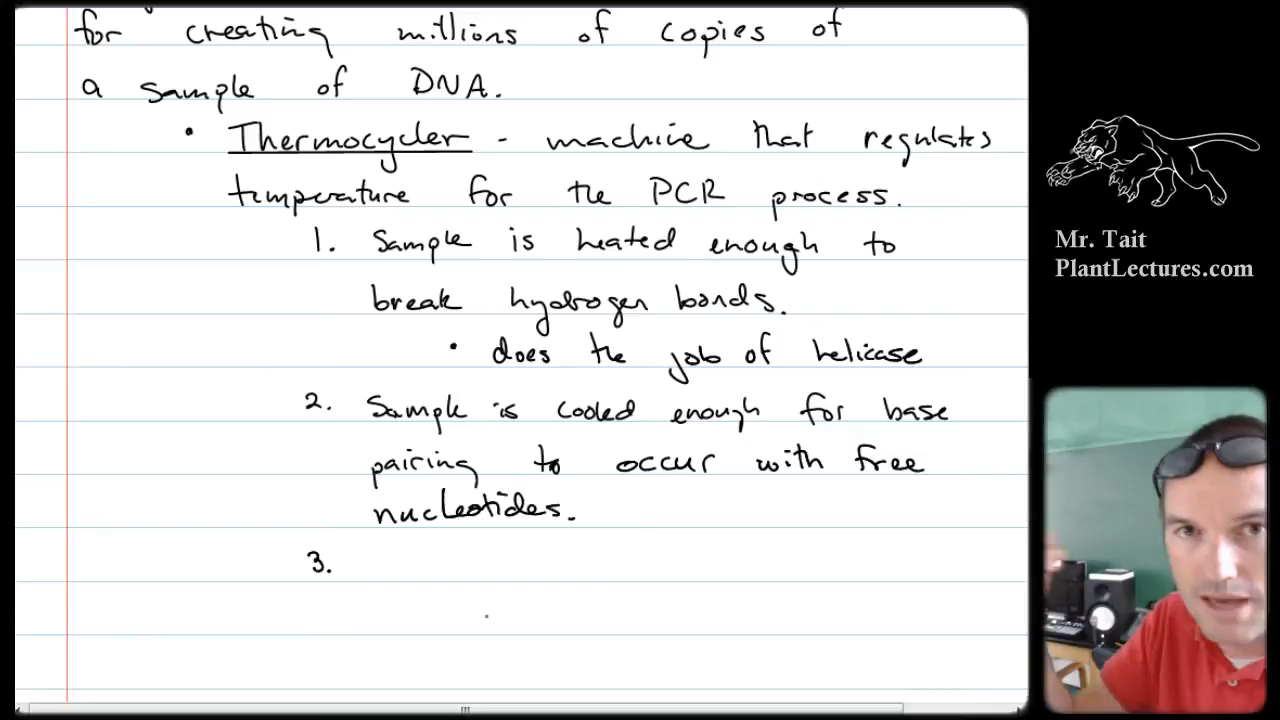 for creating millions of copies of
a sample of DNA.
• Thermocycler - machine that regulates
temperature for the PCR process.
1. Sample is heated enough to
break hydrogen bonds.
• does the job of helicase
2. Sample is cooled enough for base
pairing to occur with free
nucleotides.
3.
Mr. Tait
PlantLectures.com